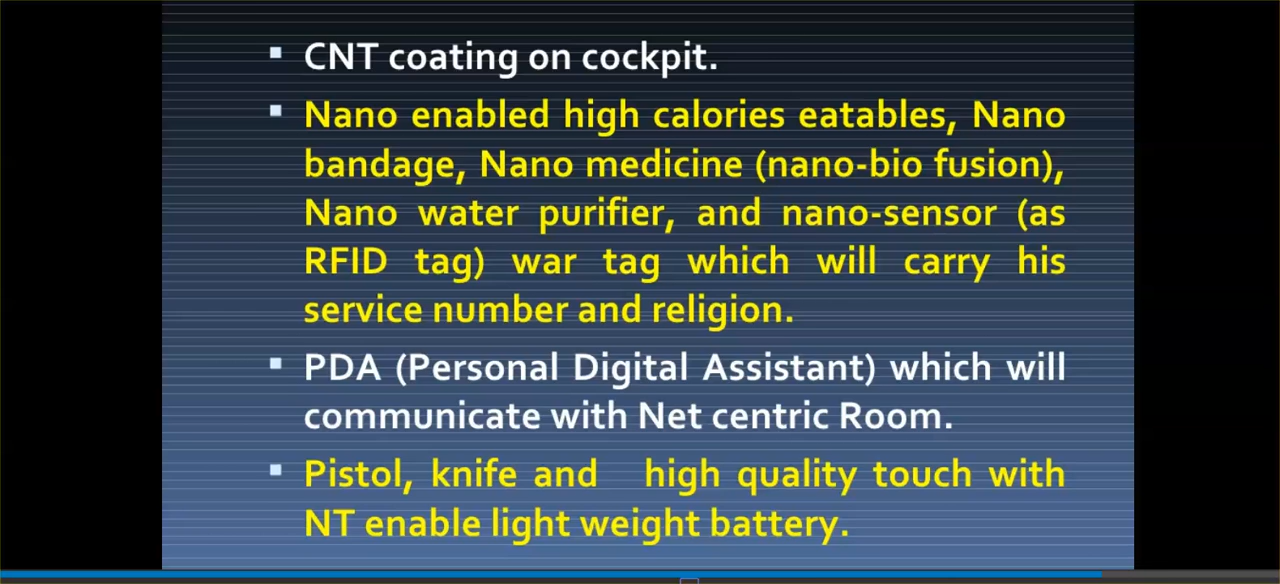 ▪ CNT coating on cockpit.
▪ Nano enabled high calories eatables, Nano
bandage, Nano medicine (nano-bio fusion),
Nano water purifier, and nano-sensor (as
RFID tag) war tag which will carry his
service number and religion.
▪ PDA (Personal Digital Assistant) which will
communicate with Net centric Room.
▪ Pistol, knife and high quality touch with
NT enable light weight battery.